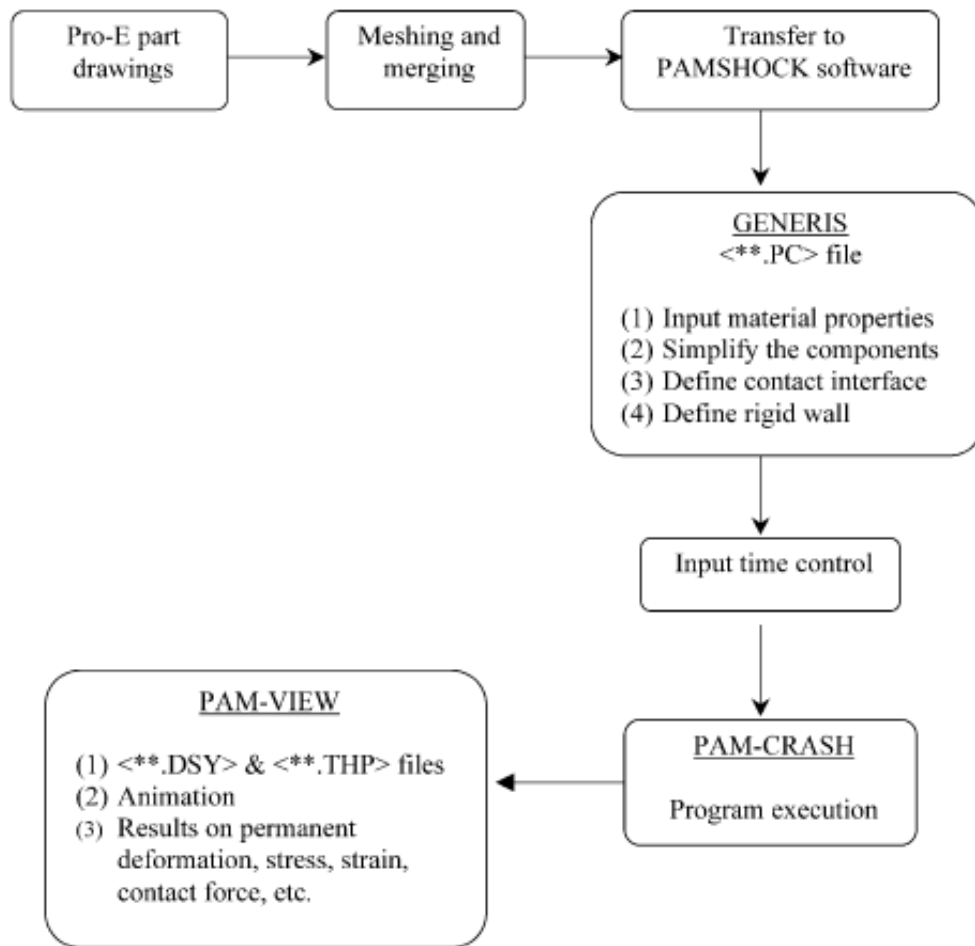 Pro-E part
drawings
Meshing and
merging
Transfer to
PAMSHOCK software
GENERIS
<**.PC> file
(1) Input material properties
(2) Simplify the components
(3) Define contact interface
(4) Define rigid wall
Input time control
PAM-CRASH
Program execution
PAM-VIEW
(1) <**.DSY> & <**.THP> files
(2) Animation
(3) Results on permanent
deformation, stress, strain,
contact force, etc.